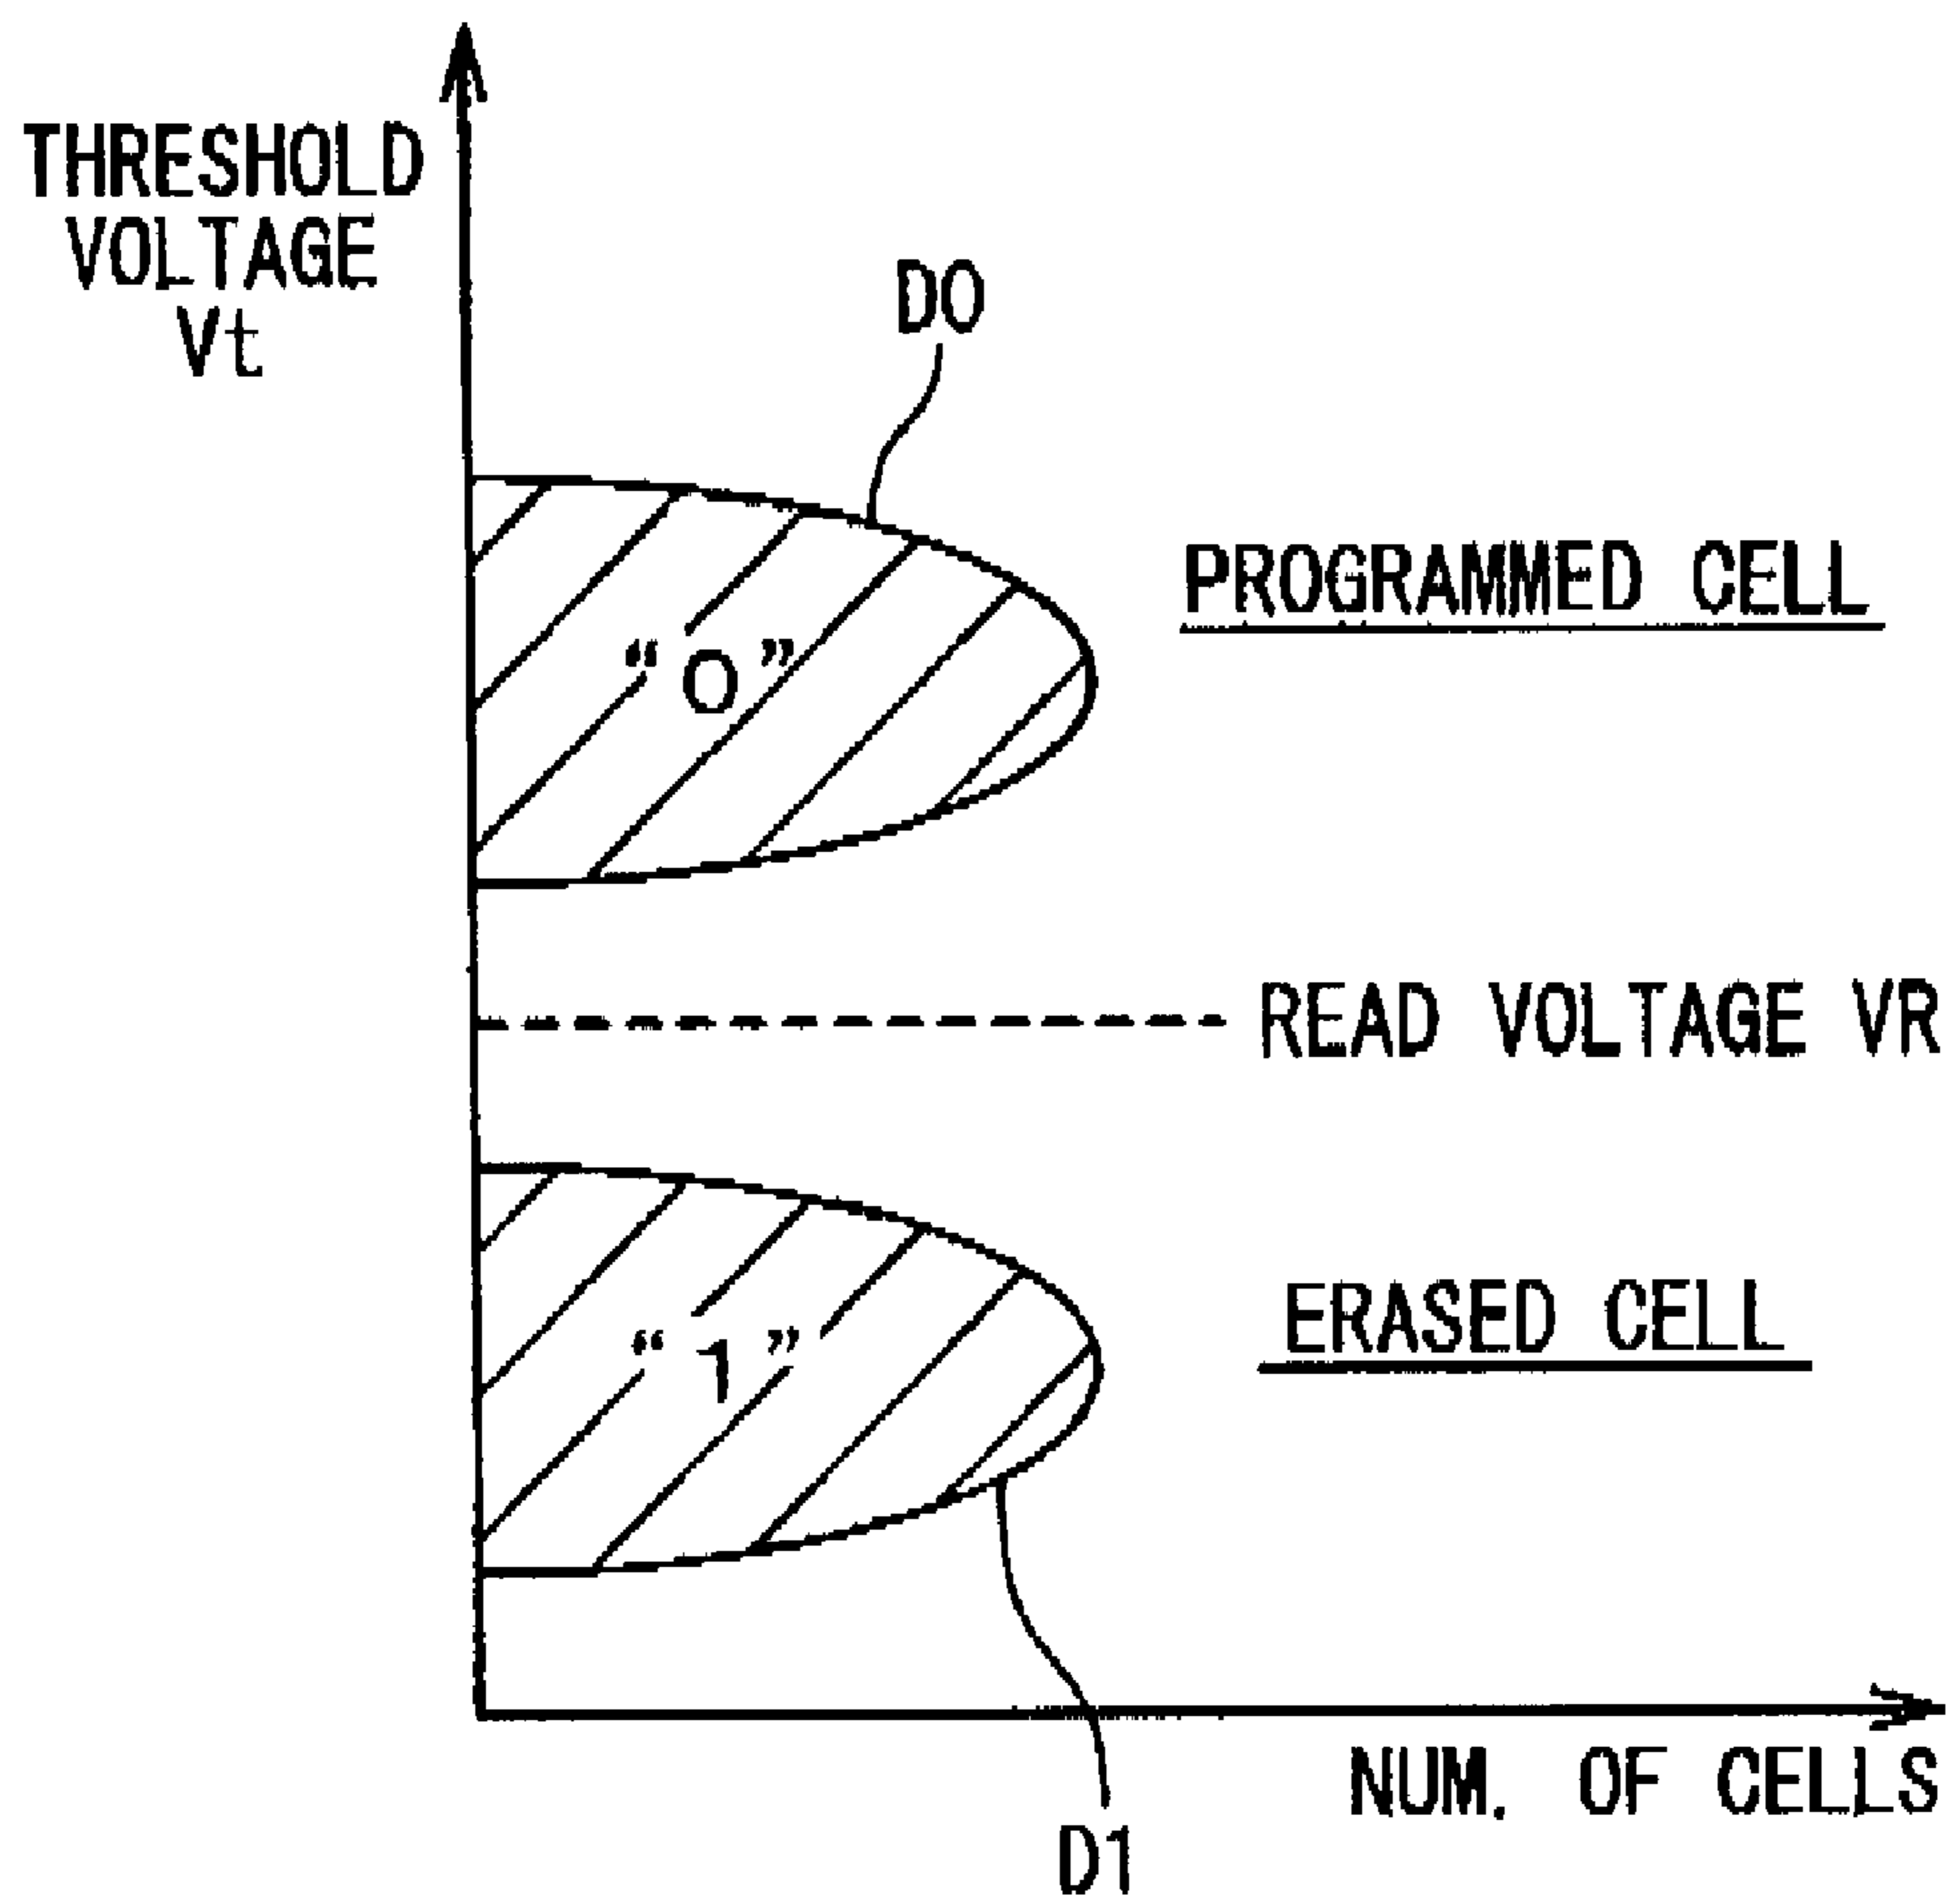 THRESHOLD
VOLTAGE
Vt
D0
PROGRAMMED CELL
“0”
READ VOLTAGE VR
ERASED CELL
“1”
NUM. OF CELLS
D1